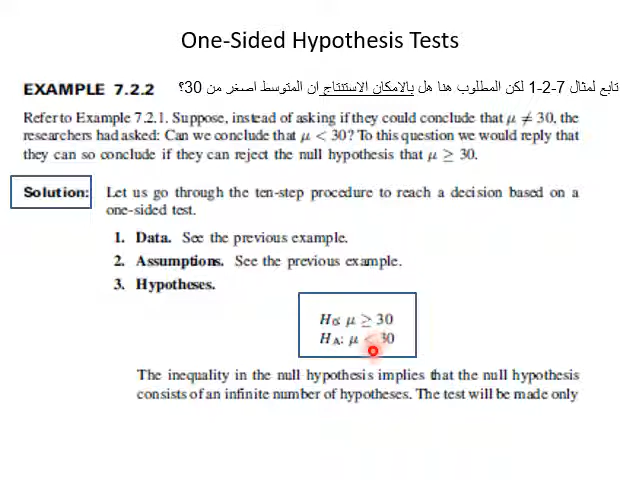 One-Sided Hypothesis Tests
EXAMPLE 7.2.2
تابع لمثال 7-2-1 لكن المطلوب هنا هل بالامكان الاستنتاج ان المتوسط اصغر من 30؟
Refer to Example 7.2.1. Suppose, instead of asking if they could conclude that μ ≠ 30, the
researchers had asked: Can we conclude that μ < 30? To this question we would reply that
they can so conclude if they can reject the null hypothesis that μ ≥ 30.
Solution: Let us go through the ten-step procedure to reach a decision based on a
one-sided test.
1. Data. See the previous example.
2. Assumptions. See the previous example.
3. Hypotheses.
H₀: μ ≥ 30
H_A: μ < 30
The inequality in the null hypothesis implies that the null hypothesis
consists of an infinite number of hypotheses. The test will be made only